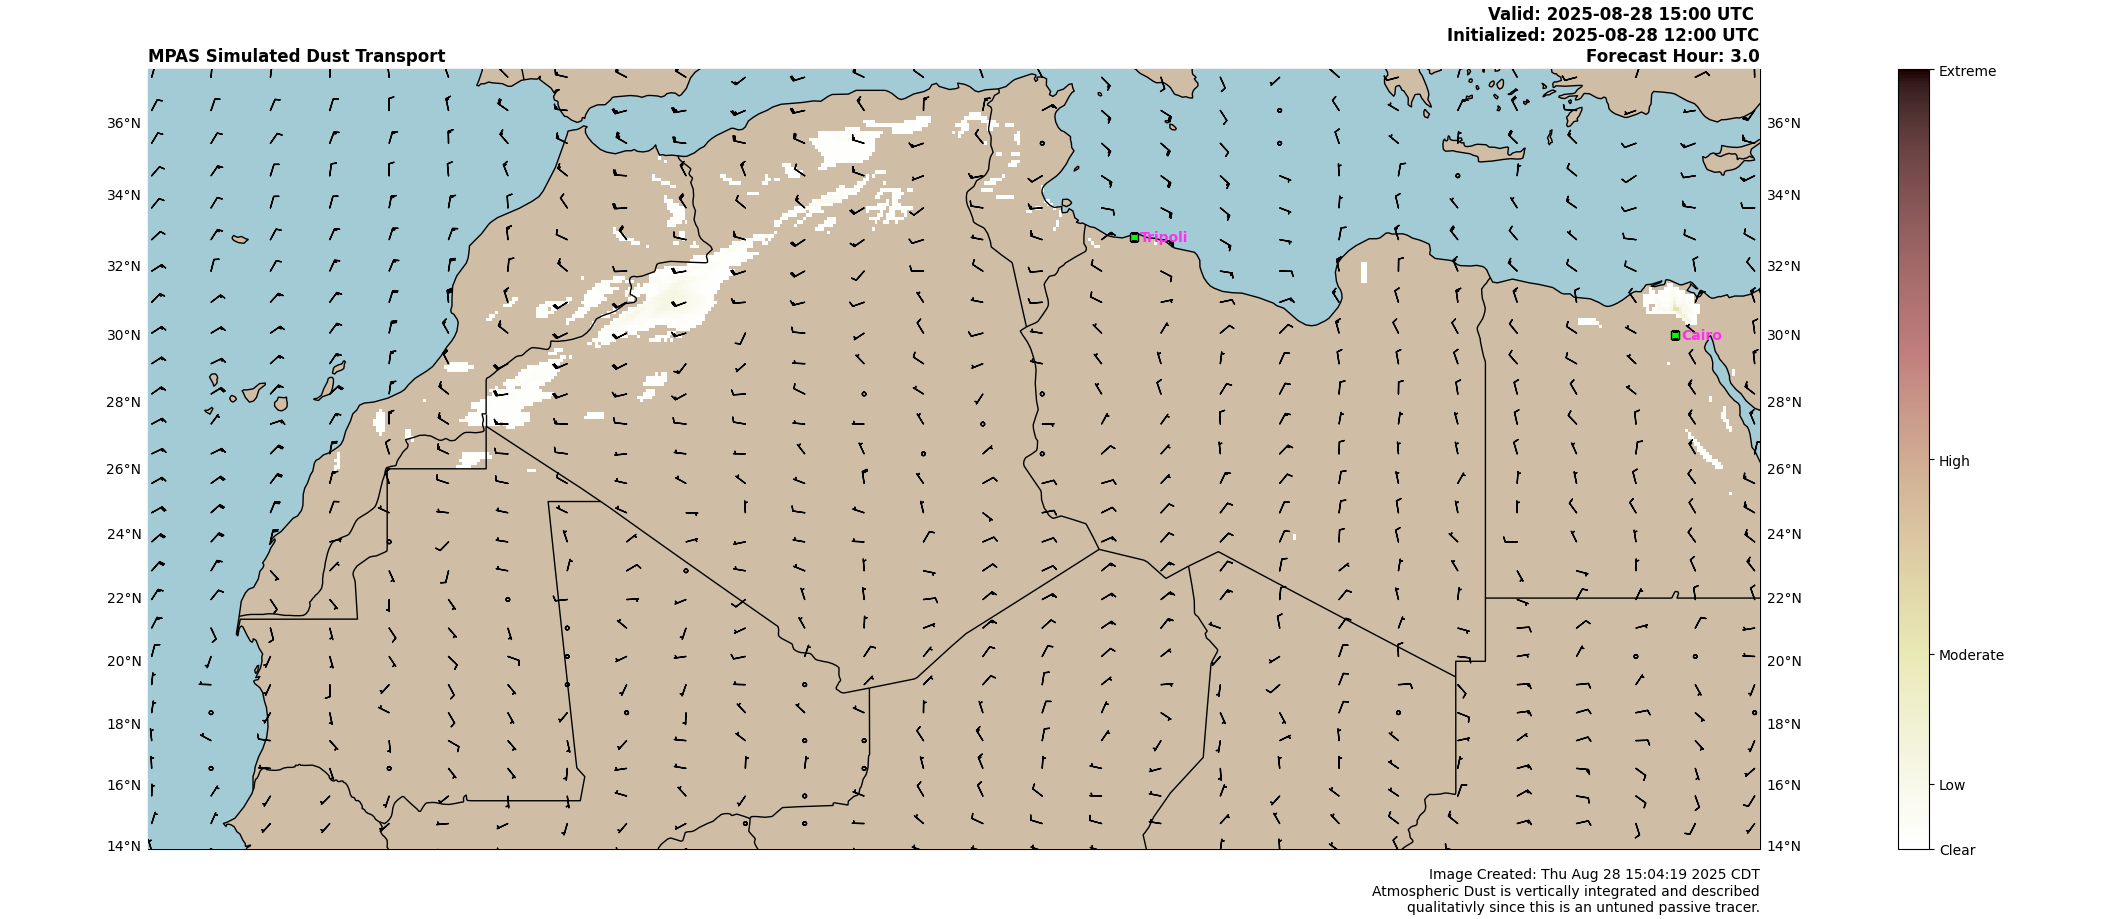 Valid: 2025-08-28 15:00 UTC
Initialized: 2025-08-28 12:00 UTC
MPAS Simulated Dust Transport
Forecast Hour: 3.0
36°N
34°N
32°N
30°N
28°N
26°N
24°N
22°N
20°N
18°N
16°N
14°N
Tripoli
Cairo
36°N
34°N
32°N
30°N
28°N
26°N
24°N
22°N
20°N
18°N
16°N
14°N
Extreme
High
Moderate
Low
Clear
Image Created: Thu Aug 28 15:04:19 2025 CDT
Atmospheric Dust is vertically integrated and described
qualitativly since this is an untuned passive tracer.